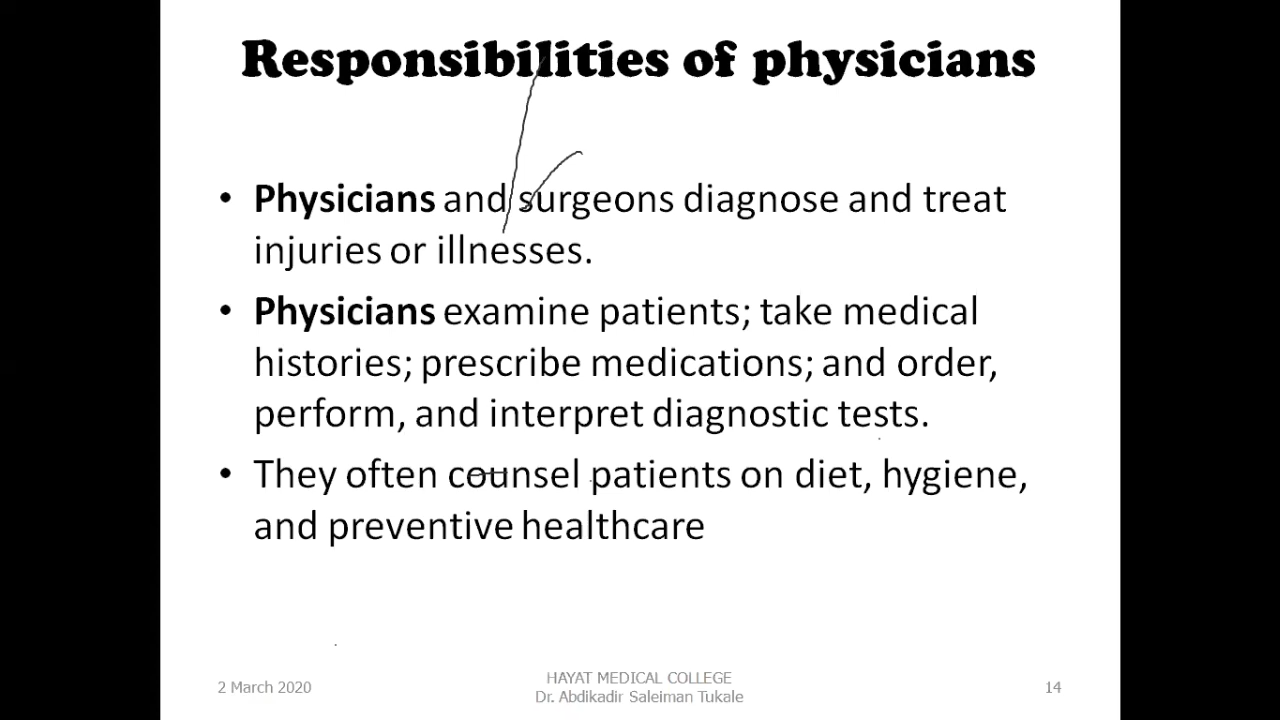 Responsibilities of physicians
• Physicians and surgeons diagnose and treat
injuries or illnesses.
• Physicians examine patients; take medical
histories; prescribe medications; and order,
perform, and interpret diagnostic tests.
• They often counsel patients on diet, hygiene,
and preventive healthcare
2 March 2020
HAYAT MEDICAL COLLEGE
Dr. Abdikadir Saleiman Tukale
14